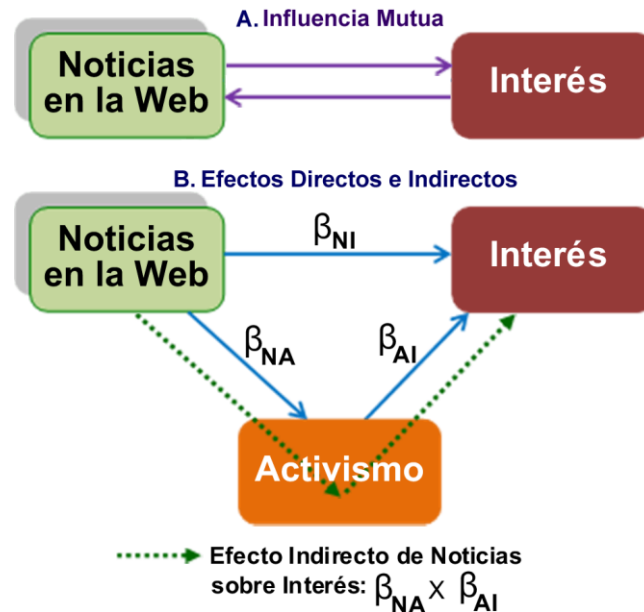 A. Influencia Mutua
Noticias
en la Web
Interés
B. Efectos Directos e Indirectos
Noticias
en la Web
βNI
Interés
βNA
βAI
Activismo
Efecto Indirecto de Noticias
sobre Interés: βNA x βAI